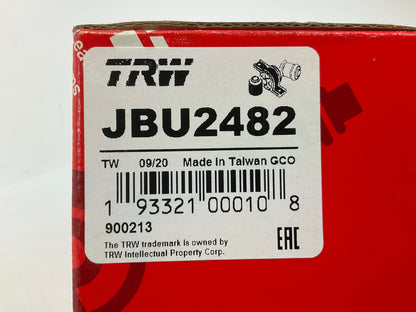 TRW
JBU2482
TW 09/20 Made In Taiwan GCO
1 93321 00010 8
900213
The TRW trademark is owned by
TRW Intellectual Property Corp.
EAC